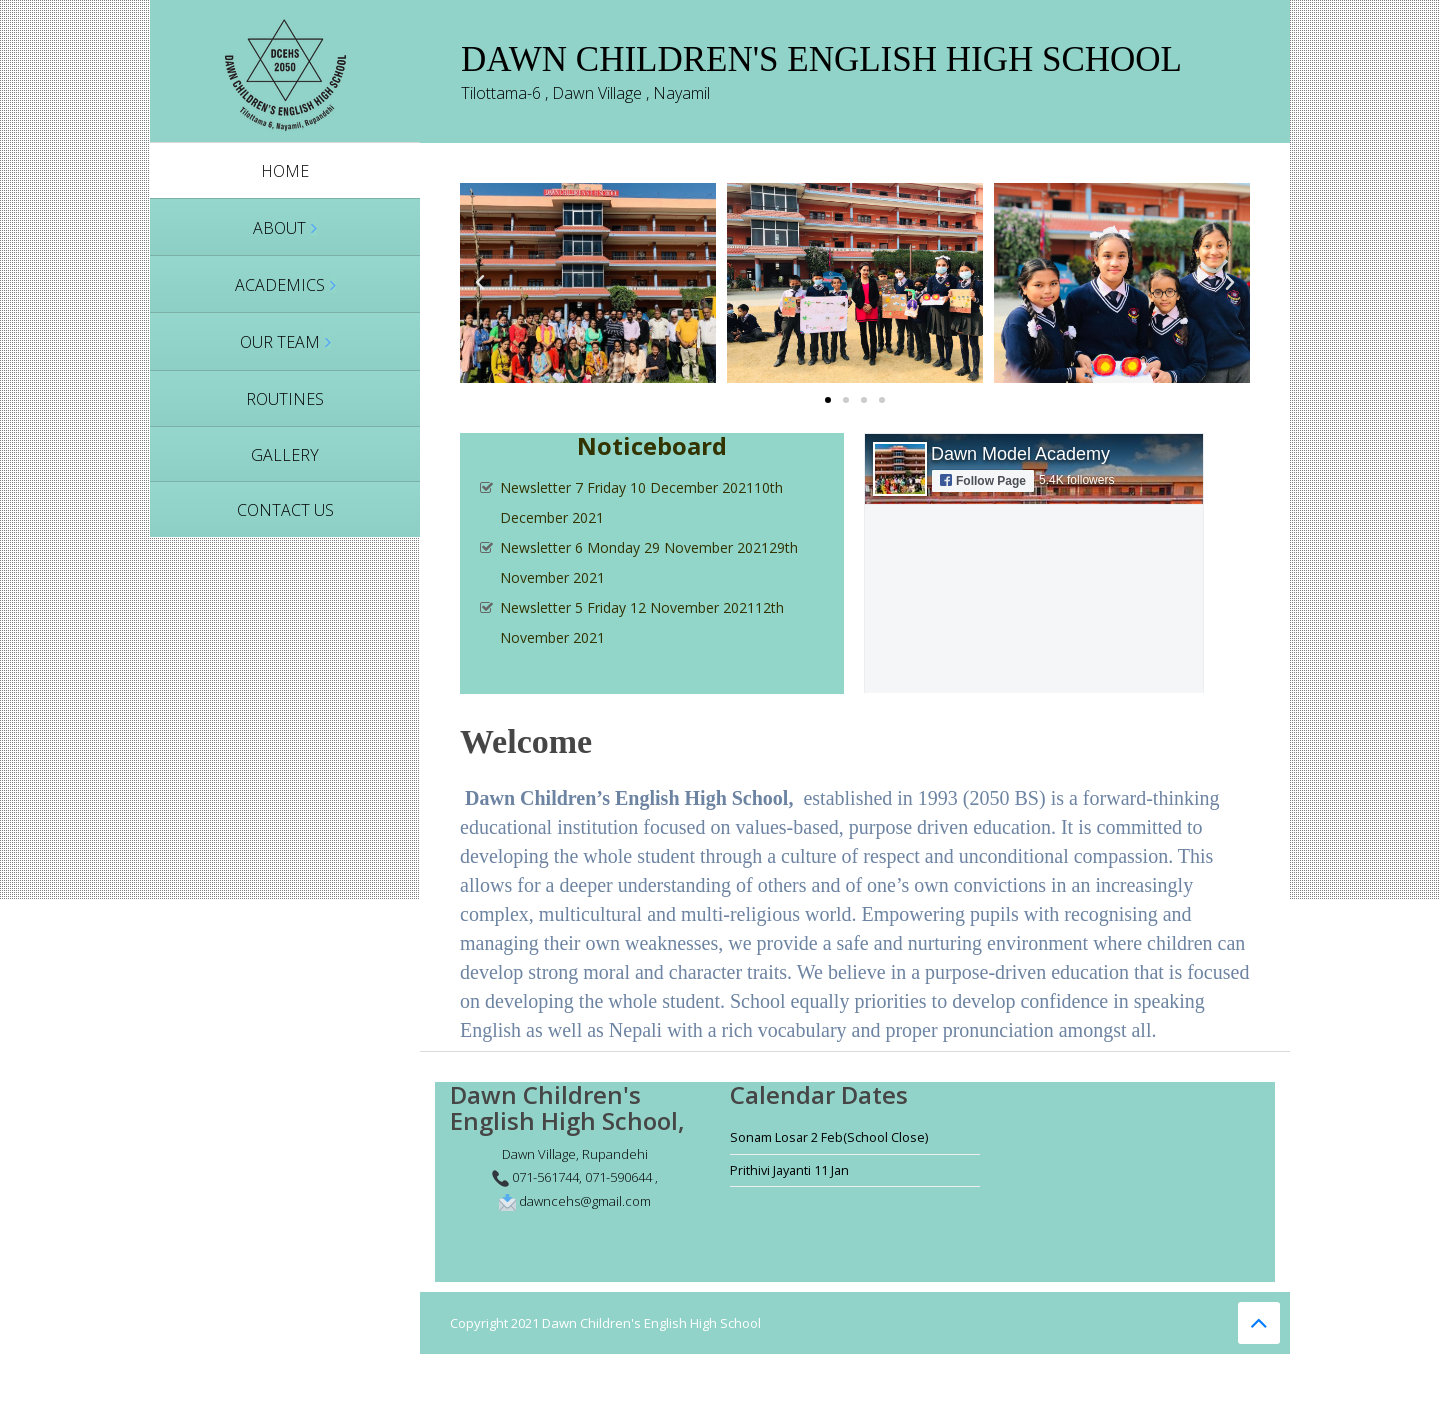 DCEHS
2050
DAWN CHILDREN'S ENGLISH HIGH SCHOOL
Tilottama 6, Nayamil, Rupandehi
DAWN CHILDREN'S ENGLISH HIGH SCHOOL
Tilottama-6 , Dawn Village , Nayamil
HOME
ABOUT
ACADEMICS
OUR TEAM
ROUTINES
GALLERY
CONTACT US
Noticeboard
Newsletter 7 Friday 10 December 202110th
December 2021
Newsletter 6 Monday 29 November 202129th
November 2021
Newsletter 5 Friday 12 November 202112th
November 2021
Dawn Model Academy
Follow Page 5.4K followers
Welcome
Dawn Children’s English High School, established in 1993 (2050 BS) is a forward-thinking
educational institution focused on values-based, purpose driven education. It is committed to
developing the whole student through a culture of respect and unconditional compassion. This
allows for a deeper understanding of others and of one’s own convictions in an increasingly
complex, multicultural and multi-religious world. Empowering pupils with recognising and
managing their own weaknesses, we provide a safe and nurturing environment where children can
develop strong moral and character traits. We believe in a purpose-driven education that is focused
on developing the whole student. School equally priorities to develop confidence in speaking
English as well as Nepali with a rich vocabulary and proper pronunciation amongst all.
Dawn Children's
English High School,
Dawn Village, Rupandehi
071-561744, 071-590644 ,
dawncehs@gmail.com
Calendar Dates
Sonam Losar 2 Feb(School Close)
Prithivi Jayanti 11 Jan
Copyright 2021 Dawn Children's English High School